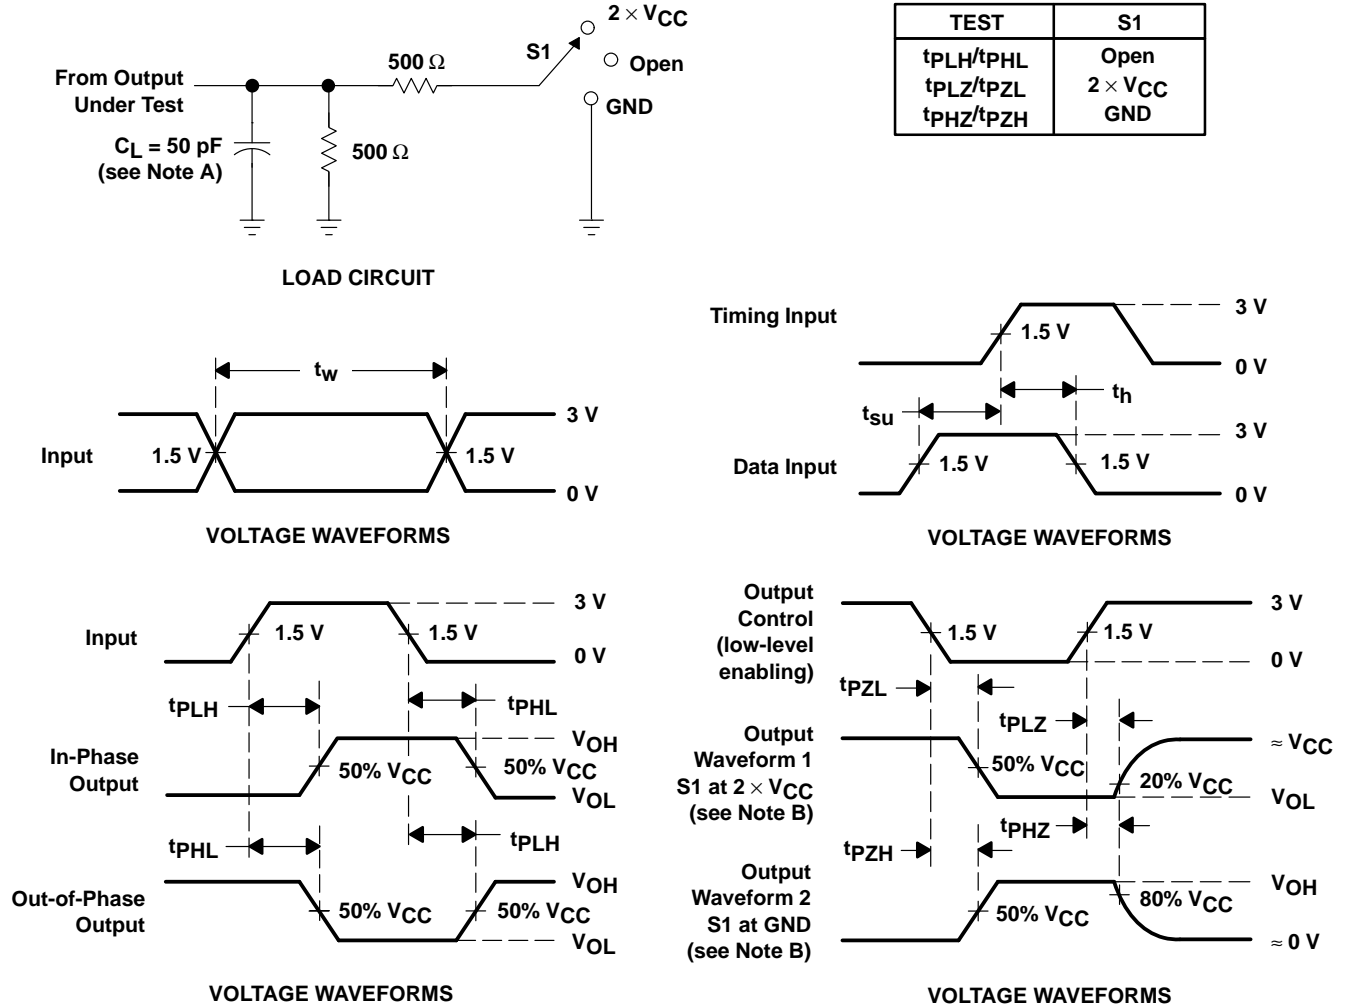 2 × VCC
S1
Open
GND
500 Ω
From Output
Under Test
CL = 50 pF
(see Note A)
500 Ω
LOAD CIRCUIT
TEST S1
tPLH/tPHL Open
tPLZ/tPZL 2 × VCC
tPHZ/tPZH GND
tw
Input
1.5 V
1.5 V
3 V
0 V
VOLTAGE WAVEFORMS
Timing Input
1.5 V
3 V
0 V
th
tsu
Data Input
1.5 V
1.5 V
3 V
0 V
VOLTAGE WAVEFORMS
Input
1.5 V
1.5 V
3 V
0 V
tPLH
tPHL
In-Phase
Output
50% VCC
50% VCC
VOH
VOL
tPHL
tPLH
Out-of-Phase
Output
50% VCC
50% VCC
VOH
VOL
VOLTAGE WAVEFORMS
Output
Control
(low-level
enabling)
1.5 V
1.5 V
3 V
0 V
tPZL
tPLZ
Output
Waveform 1
S1 at 2 × VCC
(see Note B)
50% VCC
20% VCC
≈ VCC
VOL
tPZH
tPHZ
Output
Waveform 2
S1 at GND
(see Note B)
50% VCC
80% VCC
VOH
≈ 0 V
VOLTAGE WAVEFORMS